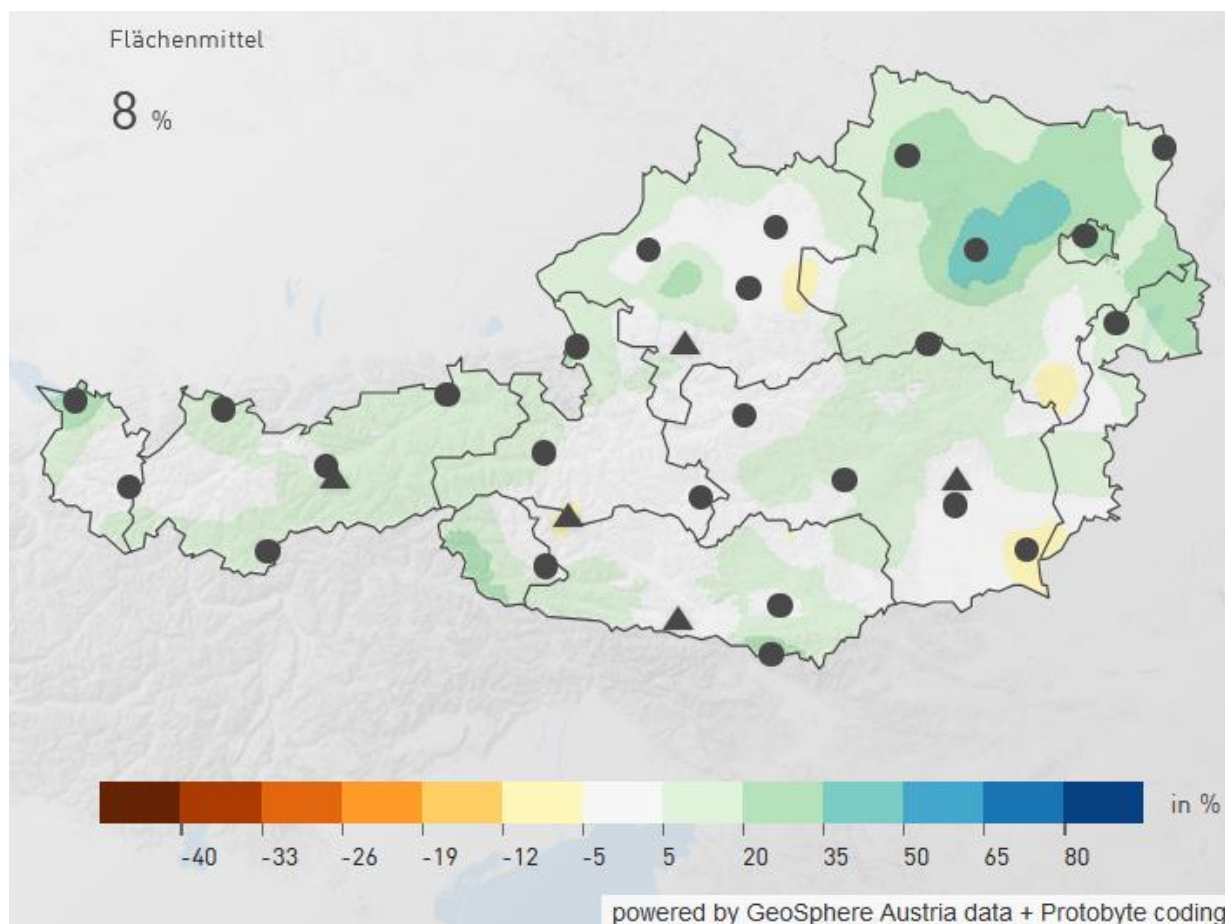 Flächenmittel
8 %
in %
-40 -33 -26 -19 -12 -5 5 20 35 50 65 80
powered by GeoSphere Austria data + Protobyte coding